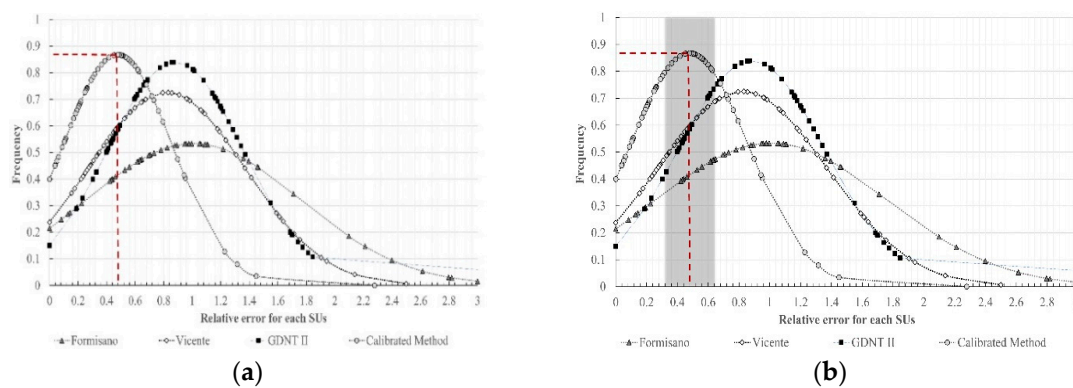 1
0.9
0.8
0.7
0.6
0.5
0.4
0.3
0.2
0.1
0
Frequency
0 0.2 0.4 0.6 0.8 1 1.2 1.4 1.6 1.8 2 2.2 2.4 2.6 2.8 3
Relative error for each SUs
Formisano Vicente GDNT II Calibrated Method
(a)
1
0.9
0.8
0.7
0.6
0.5
0.4
0.3
0.2
0.1
0
Frequency
0 0.2 0.4 0.6 0.8 1 1.2 1.4 1.6 1.8 2 2.2 2.4 2.6 2.8
Relative error for each SUs
Formisano Vicente GDNT II Calibrated Method
(b)